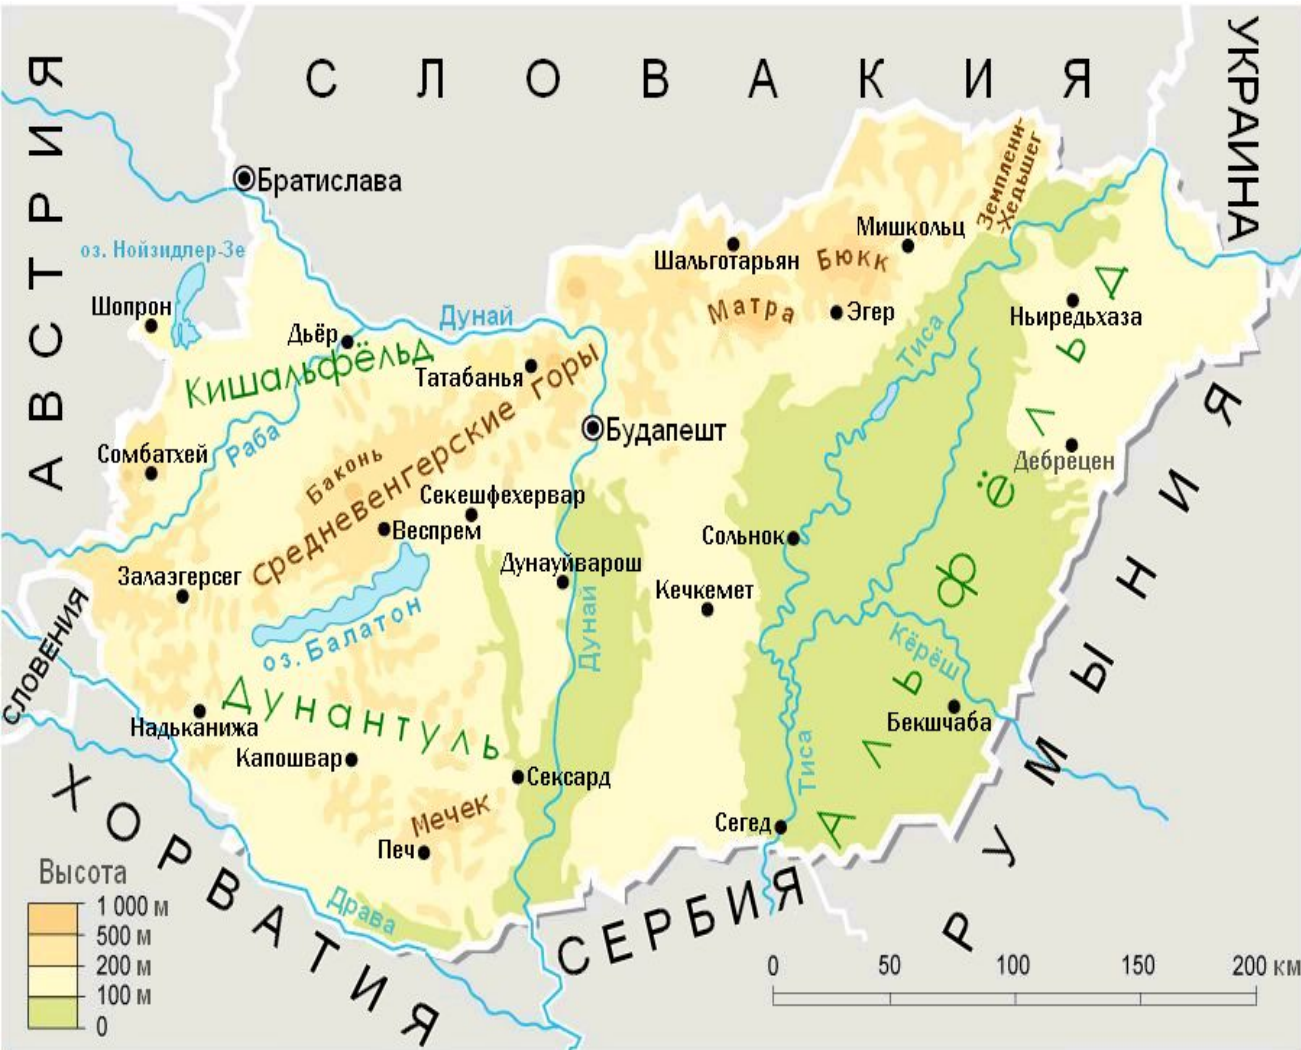 СЛОВАКИЯ
УКРАИНА
АВСТРИЯ
Братислава
оз. Нойзидлер-Зе
Шопрон
Дьёр
Дунай
Кишальфёльд
Татабанья
Шальготарьян
Мишкольц
Бюкк
Матра
Эгер
Земплени-
-Хедьшег
Ньиредьхаза
Тиса
Раба
Сомбатхей
Будапешт
Баконь
Средневенгерские горы
Секешфехервар
Веспрем
Дебрецен
Альфёльд
Сольнок
Дунауйварош
Залаэгерсег
Кечкемет
оз. Балатон
Дунай
Кёрёш
СЛОВЕНИЯ
РУМЫНИЯ
Дунантуль
Надьканижа
Капошвар
Бекшчаба
Сексард
Тиса
Мечек
Сегед
Печ
ХОРВАТИЯ
Драва
СЕРБИЯ
Высота
1 000 м
500 м
200 м
100 м
0
0 50 100 150 200 км